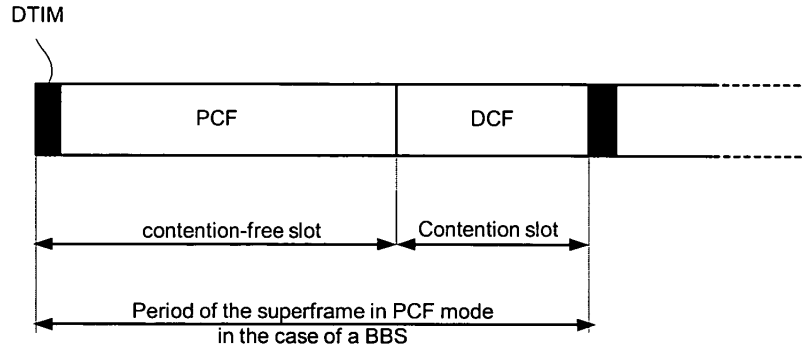 DTIM
PCF
DCF
contention-free slot
Contention slot
Period of the superframe in PCF mode
in the case of a BBS